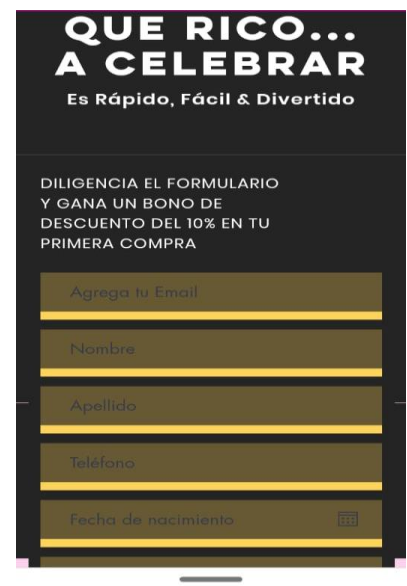 QUE RICO...
A CELEBRAR
Es Rápido, Fácil & Divertido
DILIGENCIA EL FORMULARIO
Y GANA UN BONO DE
DESCUENTO DEL 10% EN TU
PRIMERA COMPRA
Agrega tu Email
Nombre
Apellido
Teléfono
Fecha de nacimiento